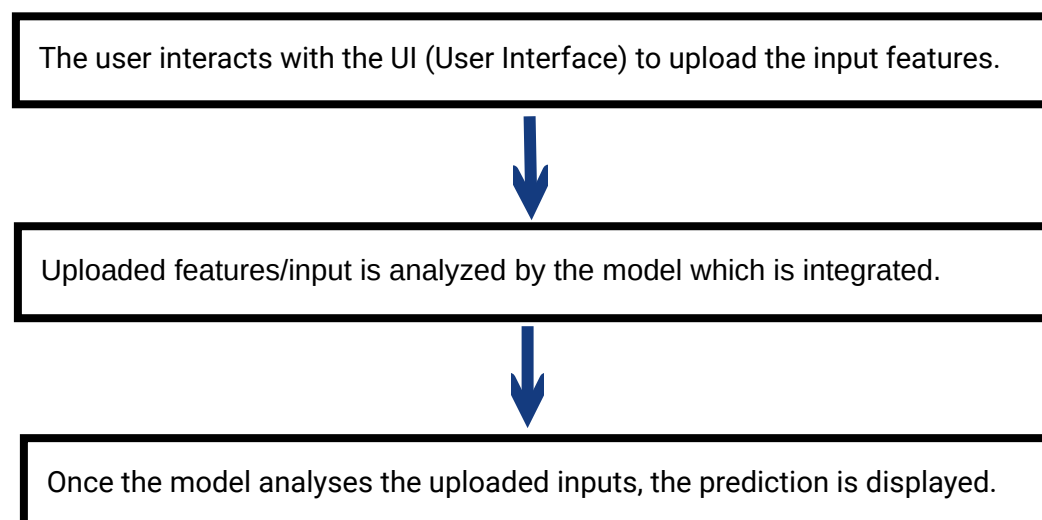 The user interacts with the UI (User Interface) to upload the input features.
Uploaded features/input is analyzed by the model which is integrated.
Once the model analyses the uploaded inputs, the prediction is displayed.